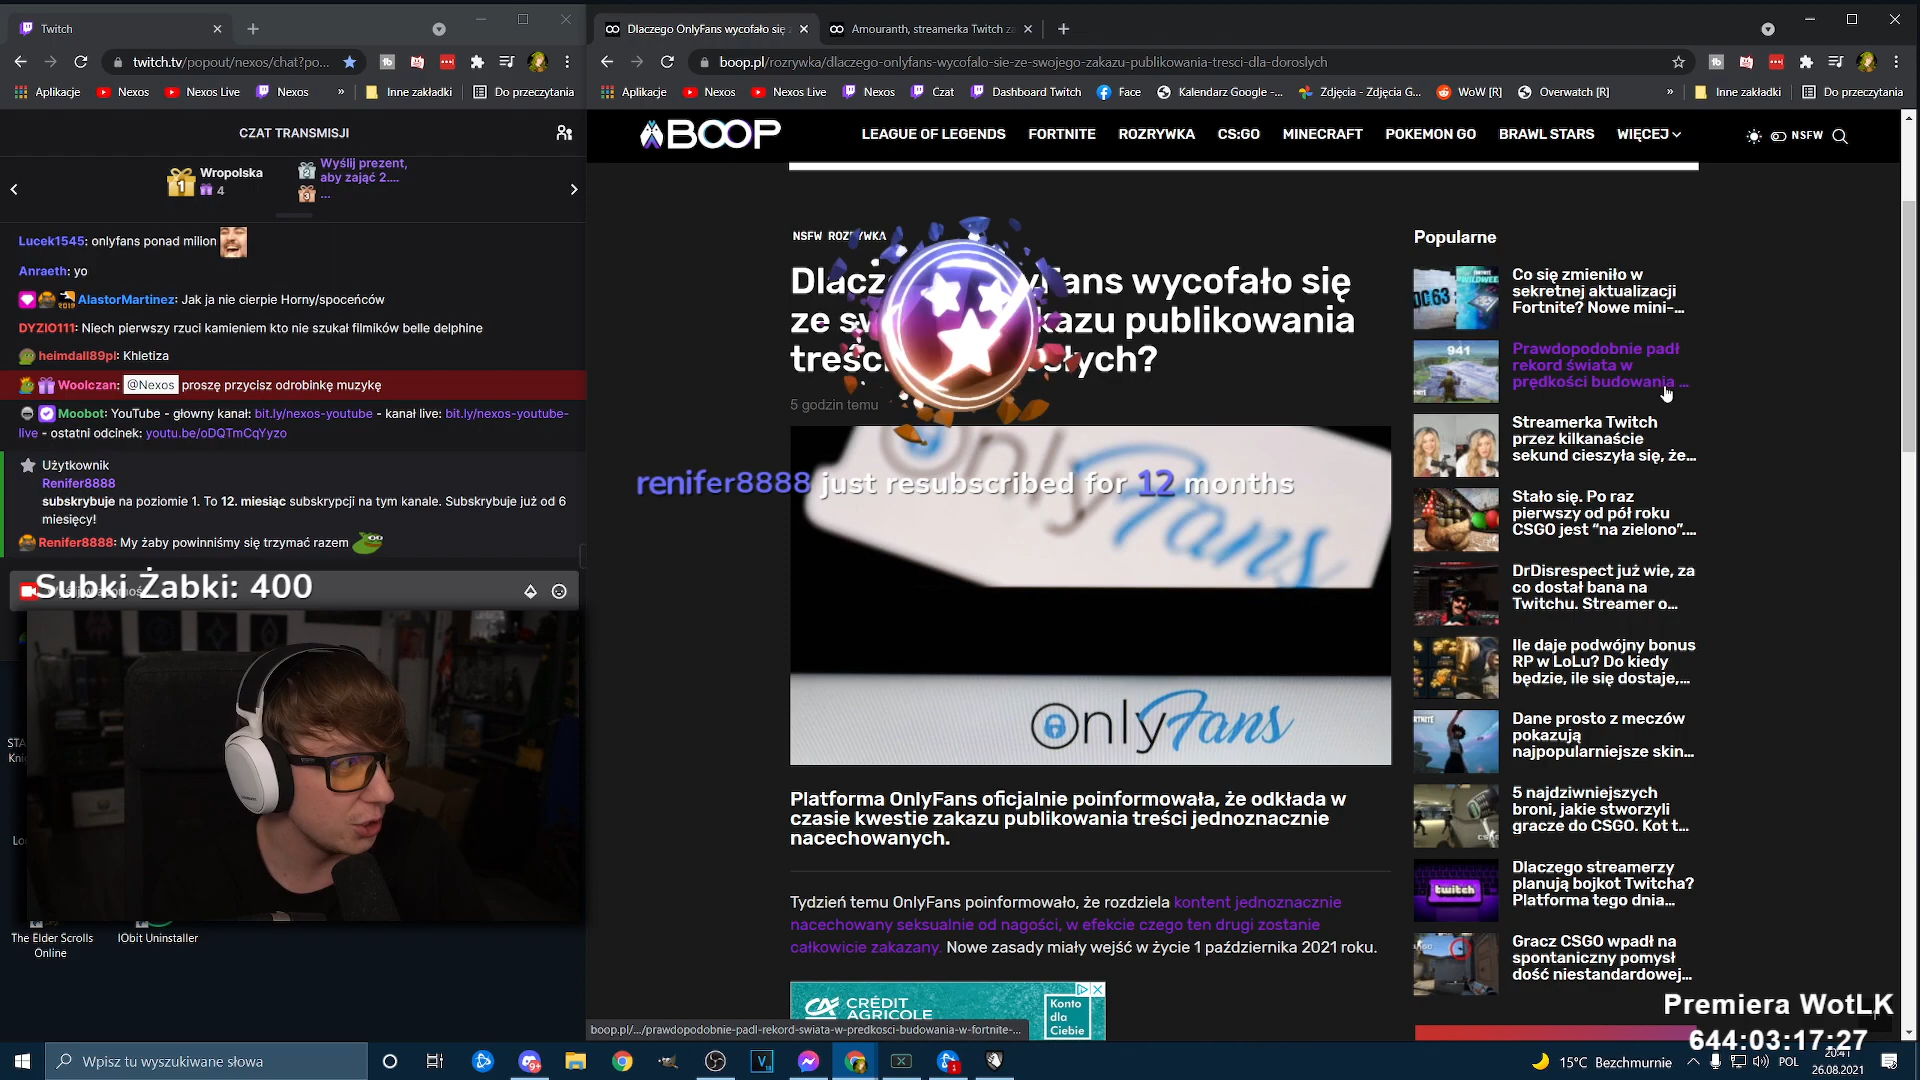 Twitch
twitch.tv/popout/nexos/chat?po...
Aplikacje
Nexos
Nexos Live
Nexos
»
Inne zakładki
Do przeczytania
CZAT TRANSMISJI
1
Wropolska
4
2
Wyślij prezent,
aby zająć 2....
3
...
Lucek1545: onlyfans ponad milion
Anraeth: yo
AlastorMartinez: Jak ja nie cierpie Horny/spoceńców
DYZIO111: Niech pierwszy rzuci kamieniem kto nie szukał filmików belle delphine
heimdall89pl: Khletiza
Woolczan: @Nexos proszę przycisz odrobinkę muzykę
Moobot: YouTube - głowny kanał: bit.ly/nexos-youtube - kanał live: bit.ly/nexos-youtube-
live - ostatni odcinek: youtu.be/oDQTmCqYyzo
Użytkownik
Renifer8888
subskrybuje na poziomie 1. To 12. miesiąc subskrypcji na tym kanale. Subskrybuje już od 6
miesięcy!
Renifer8888: My żaby powinniśmy się trzymać razem
Subki Żabki: 400
The Elder Scrolls
Online
IObit Uninstaller
Dlaczego OnlyFans wycofało się z
Amouranth, streamerka Twitch za
boop.pl/rozrywka/dlaczego-onlyfans-wycofalo-sie-ze-swojego-zakazu-publikowania-tresci-dla-doroslych
Aplikacje
Nexos
Nexos Live
Nexos
Czat
Dashboard Twitch
Face
Kalendarz Google -...
Zdjęcia - Zdjęcia G...
WoW [R]
Overwatch [R]
»
Inne zakładki
Do przeczytania
BOOP
LEAGUE OF LEGENDS
FORTNITE
ROZRYWKA
CS:GO
MINECRAFT
POKEMON GO
BRAWL STARS
WIĘCEJ
NSFW
NSFW ROZRYWKA
Fans wycofało się
kazu publikowania
5 godzin temu
renifer8888 just resubscribed for 12 months
Only Fans
OnlyFans
Platforma OnlyFans oficjalnie poinformowała, że odkłada w
czasie kwestie zakazu publikowania treści jednoznacznie
nacechowanych.
Tydzień temu OnlyFans poinformowało, że rozdziela kontent jednoznacznie
nacechowany seksualnie od nagości, w efekcie czego ten drugi zostanie
całkowicie zakazany. Nowe zasady miały wejść w życie 1 października 2021 roku.
CRÉDIT
AGRICOLE
Konto
dla
Ciebie
boop.pl/.../prawdopodobnie-padl-rekord-swiata-w-predkosci-budowania-w-fortnite-...
Popularne
Co się zmieniło w
sekretnej aktualizacji
Fortnite? Nowe mini-...
941
Prawdopodobnie padł
rekord świata w
prędkości budowania ...
Streamerka Twitch
przez kilkanaście
sekund cieszyła się, że...
Stało się. Po raz
pierwszy od pół roku
CSGO jest “na zielono”....
DrDisrespect już wie, za
co dostał bana na
Twitchu. Streamer o...
Ile daje podwójny bonus
RP w LoLu? Do kiedy
będzie, ile się dostaje,...
Dane prosto z meczów
pokazują
najpopularniejsze skin...
5 najdziwniejszych
broni, jakie stworzyli
gracze do CSGO. Kot t...
twitch
Dlaczego streamerzy
planują bojkot Twitcha?
Platforma tego dnia...
Gracz CSGO wpadł na
spontaniczny pomysł
dość niestandardowej...
Premiera WotLK
644:03:17:27
Wpisz tu wyszukiwane słowa
15°C Bezchmurnie
POL
20:41
26.08.2021